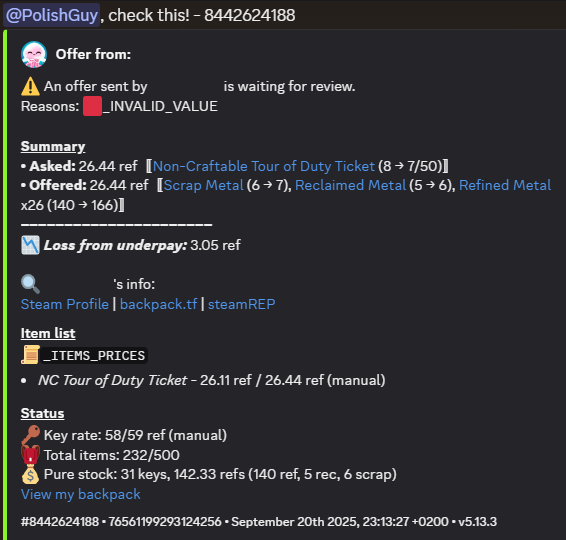 @PolishGuy, check this! - 8442624188
Offer from:
⚠️ An offer sent by is waiting for review.
Reasons: 🟥_INVALID_VALUE
Summary
• Asked: 26.44 ref 〚Non-Craftable Tour of Duty Ticket (8 → 7/50)〛
• Offered: 26.44 ref 〚Scrap Metal (6 → 7), Reclaimed Metal (5 → 6), Refined Metal
x26 (140 → 166)〛
–––––––––––––––––––––––
📉 Loss from underpay: 3.05 ref
🔍 's info:
Steam Profile | backpack.tf | steamREP
Item list
📜 _ITEMS_PRICES
• NC Tour of Duty Ticket - 26.11 ref / 26.44 ref (manual)
Status
🔑 Key rate: 58/59 ref (manual)
🎒 Total items: 232/500
💰 Pure stock: 31 keys, 142.33 refs (140 ref, 5 rec, 6 scrap)
View my backpack
#8442624188 • 76561199293124256 • September 20th 2025, 23:13:27 +0200 • v5.13.3